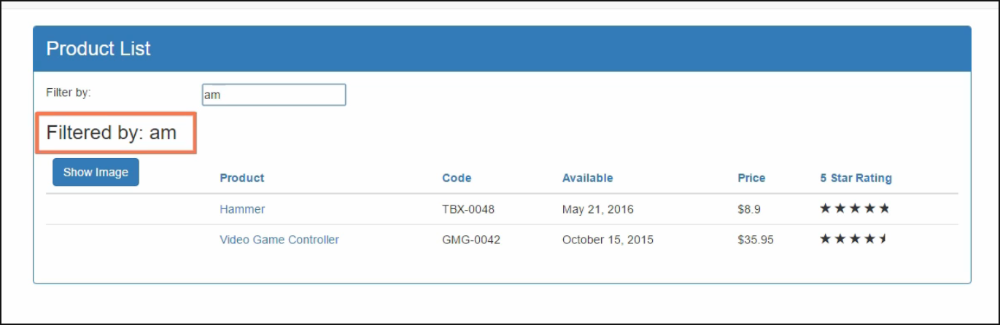 Product List
Filter by: am
Filtered by: am
Show Image Product Code Available Price 5 Star Rating
Hammer TBX-0048 May 21, 2016 $8.9
Video Game Controller GMG-0042 October 15, 2015 $35.95